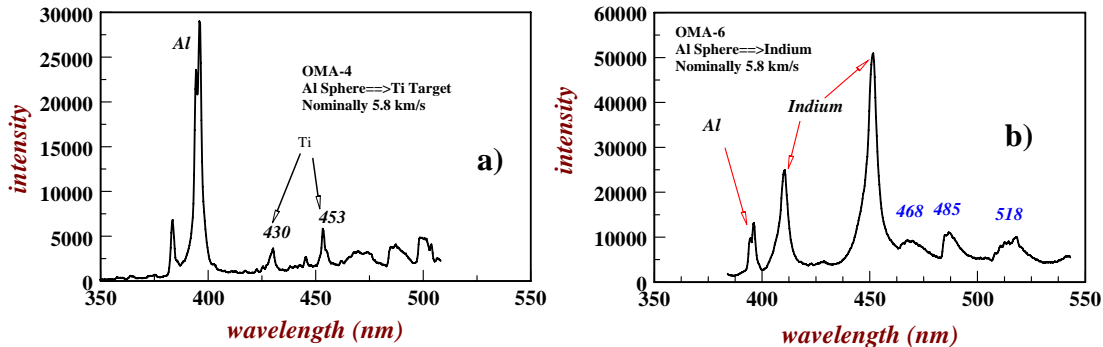 30000
25000
20000
15000
10000
5000
0
intensity
Al
OMA-4
Al Sphere==>Ti Target
Nominally 5.8 km/s
Ti
a)
430
453
350
400
450
500
550
wavelength (nm)
60000
50000
40000
30000
20000
10000
0
intensity
OMA-6
Al Sphere==>Indium
Nominally 5.8 km/s
Al
Indium
b)
468
485
518
350
400
450
500
550
wavelength (nm)